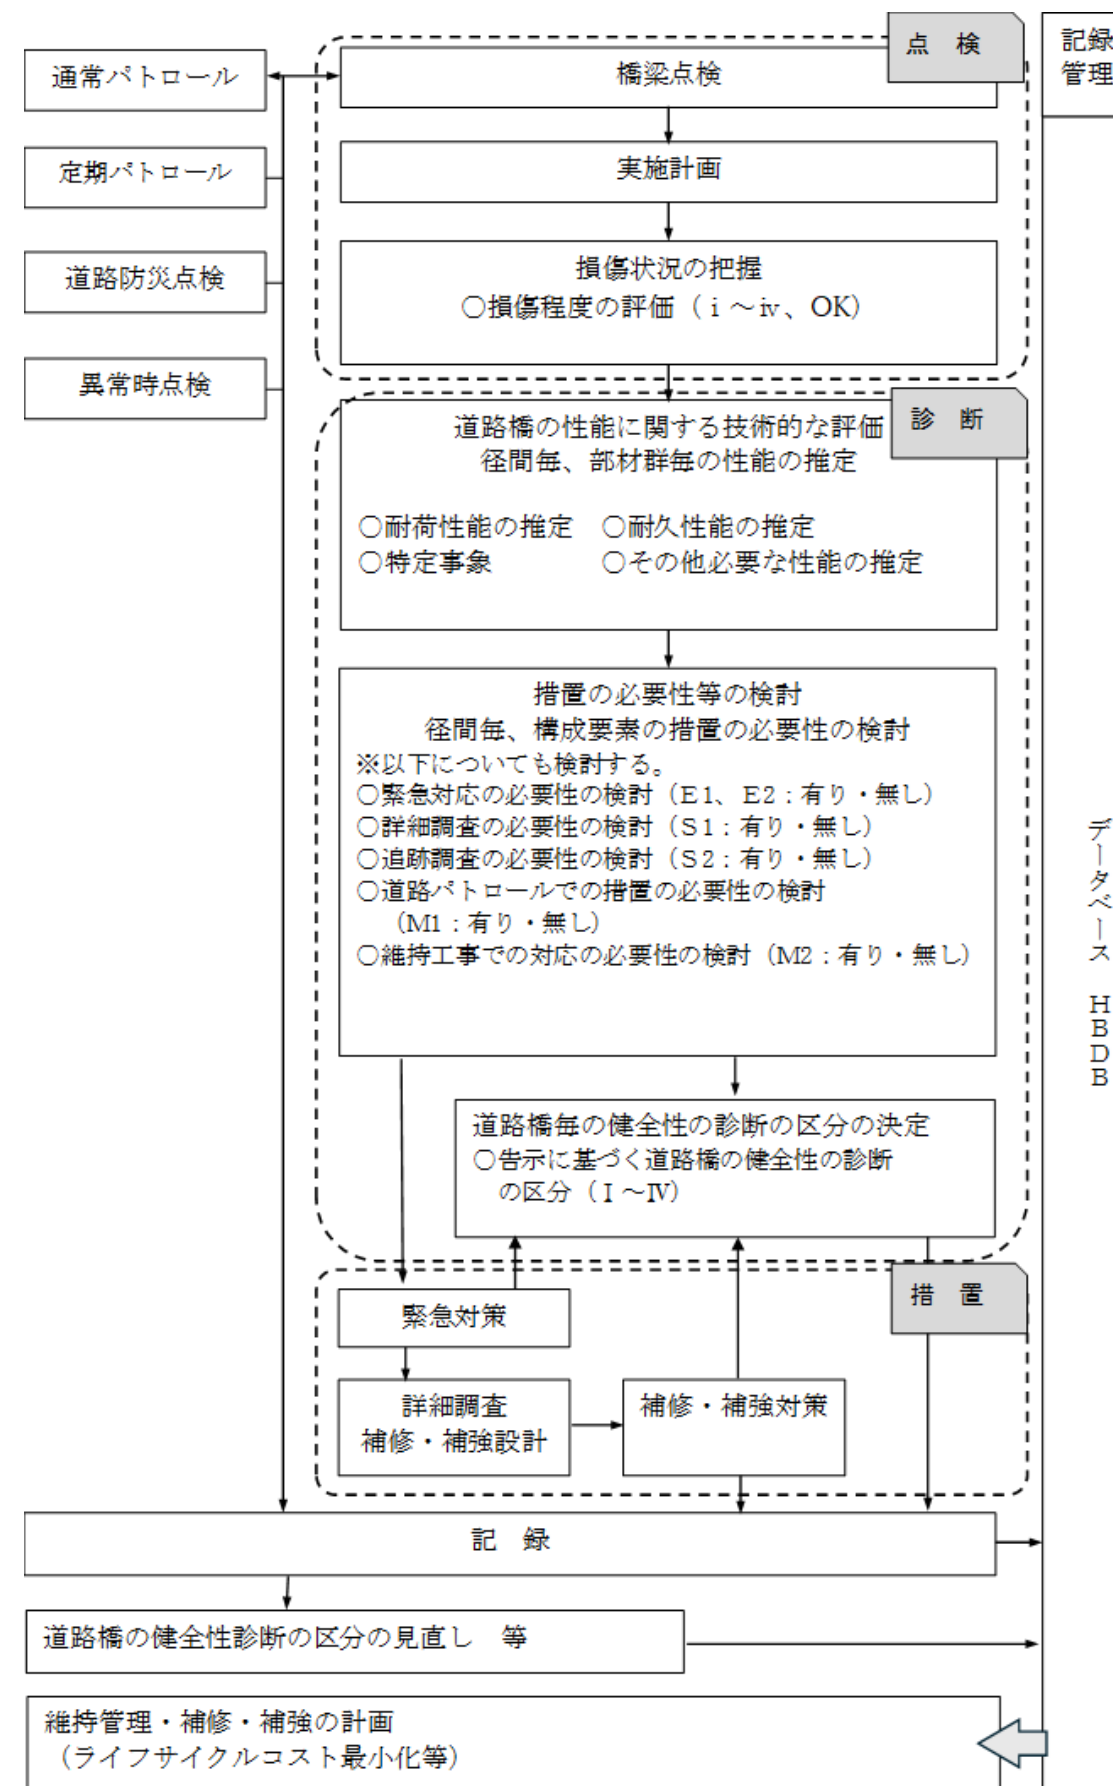 点 検
記録
管理
通常パトロール
橋梁点検
定期パトロール
実施計画
道路防災点検
損傷状況の把握
○損傷程度の評価（ⅰ～ⅳ、OK）
異常時点検
診 断
道路橋の性能に関する技術的な評価
径間毎、部材群毎の性能の推定
○耐荷性能の推定 ○耐久性能の推定
○特定事象 ○その他必要な性能の推定
措置の必要性等の検討
径間毎、構成要素の措置の必要性の検討
※以下についても検討する。
○緊急対応の必要性の検討（E1、E2：有り・無し）
○詳細調査の必要性の検討（S1：有り・無し）
○追跡調査の必要性の検討（S2：有り・無し）
○道路パトロールでの措置の必要性の検討
（M1：有り・無し）
○維持工事での対応の必要性の検討（M2：有り・無し）
データベース HBDB
道路橋毎の健全性の診断の区分の決定
○告示に基づく道路橋の健全性の診断
の区分（Ⅰ～Ⅳ）
措 置
緊急対策
詳細調査
補修・補強設計
補修・補強対策
記 録
道路橋の健全性診断の区分の見直し 等
維持管理・補修・補強の計画
（ライフサイクルコスト最小化等）